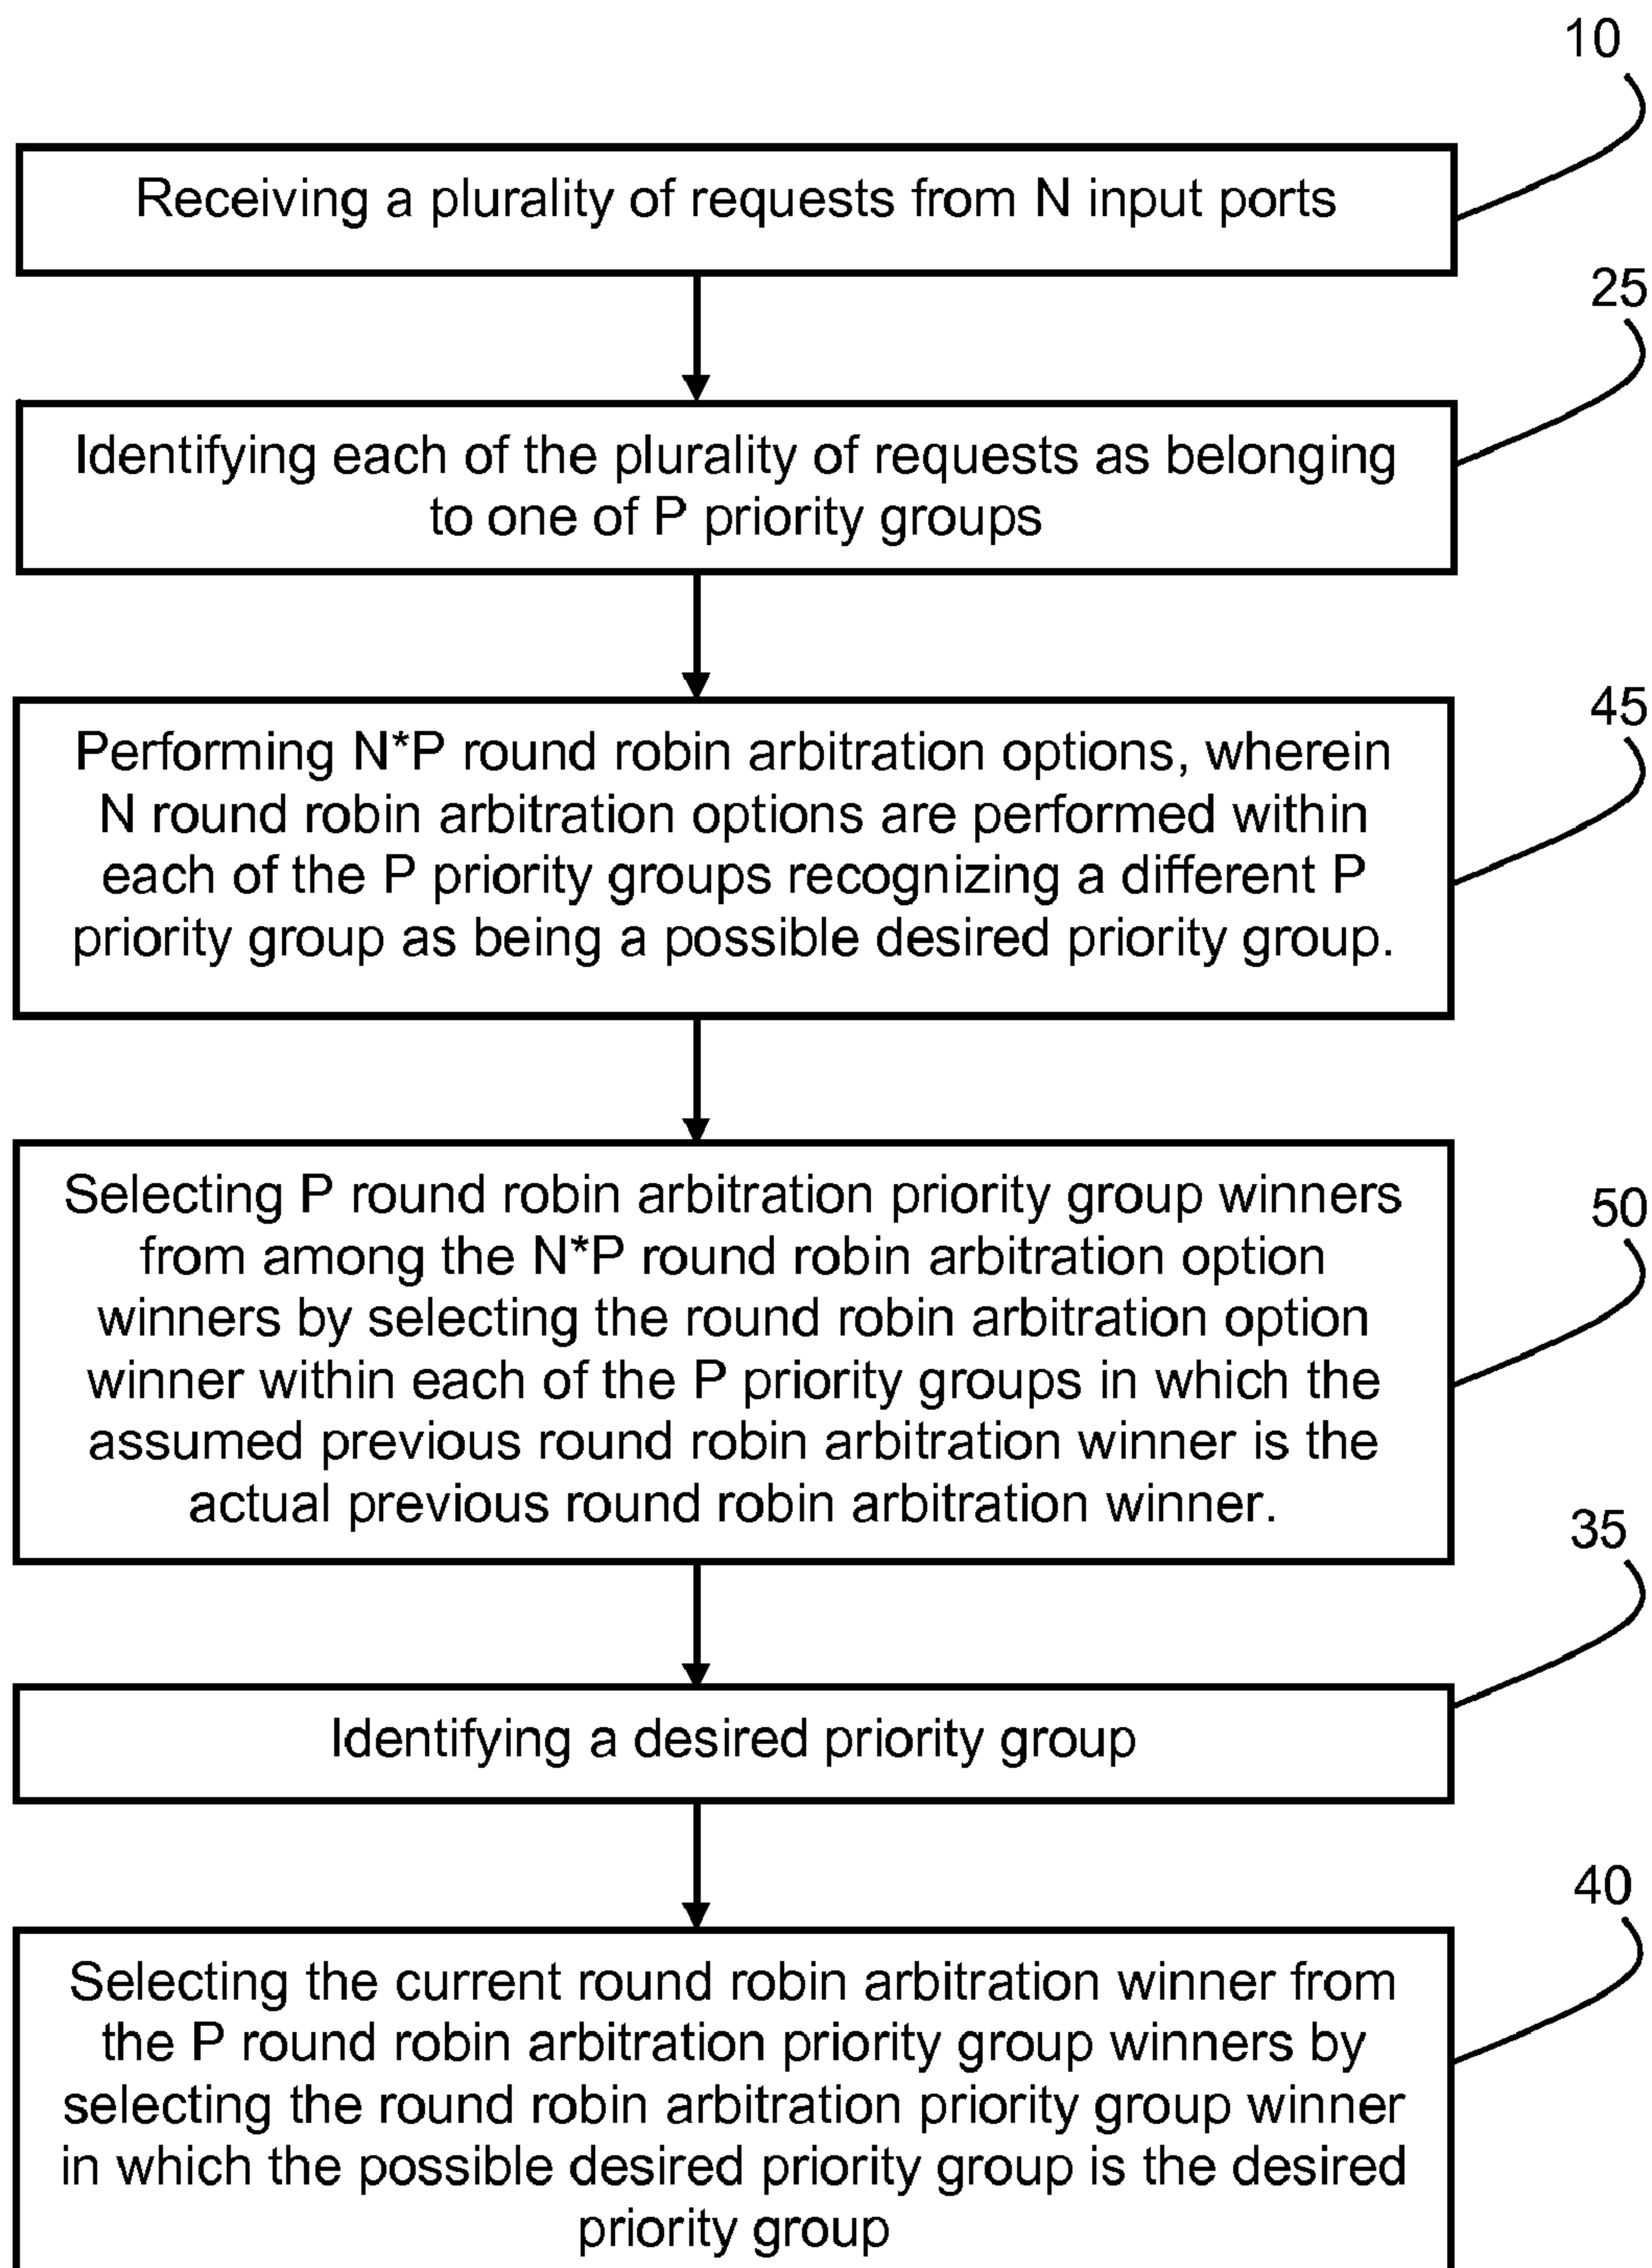 10
Receiving a plurality of requests from N input ports
25
Identifying each of the plurality of requests as belonging
to one of P priority groups
45
Performing N*P round robin arbitration options, wherein
N round robin arbitration options are performed within
each of the P priority groups recognizing a different P
priority group as being a possible desired priority group.
50
Selecting P round robin arbitration priority group winners
from among the N*P round robin arbitration option
winners by selecting the round robin arbitration option
winner within each of the P priority groups in which the
assumed previous round robin arbitration winner is the
actual previous round robin arbitration winner.
35
Identifying a desired priority group
40
Selecting the current round robin arbitration winner from
the P round robin arbitration priority group winners by
selecting the round robin arbitration priority group winner
in which the possible desired priority group is the desired
priority group